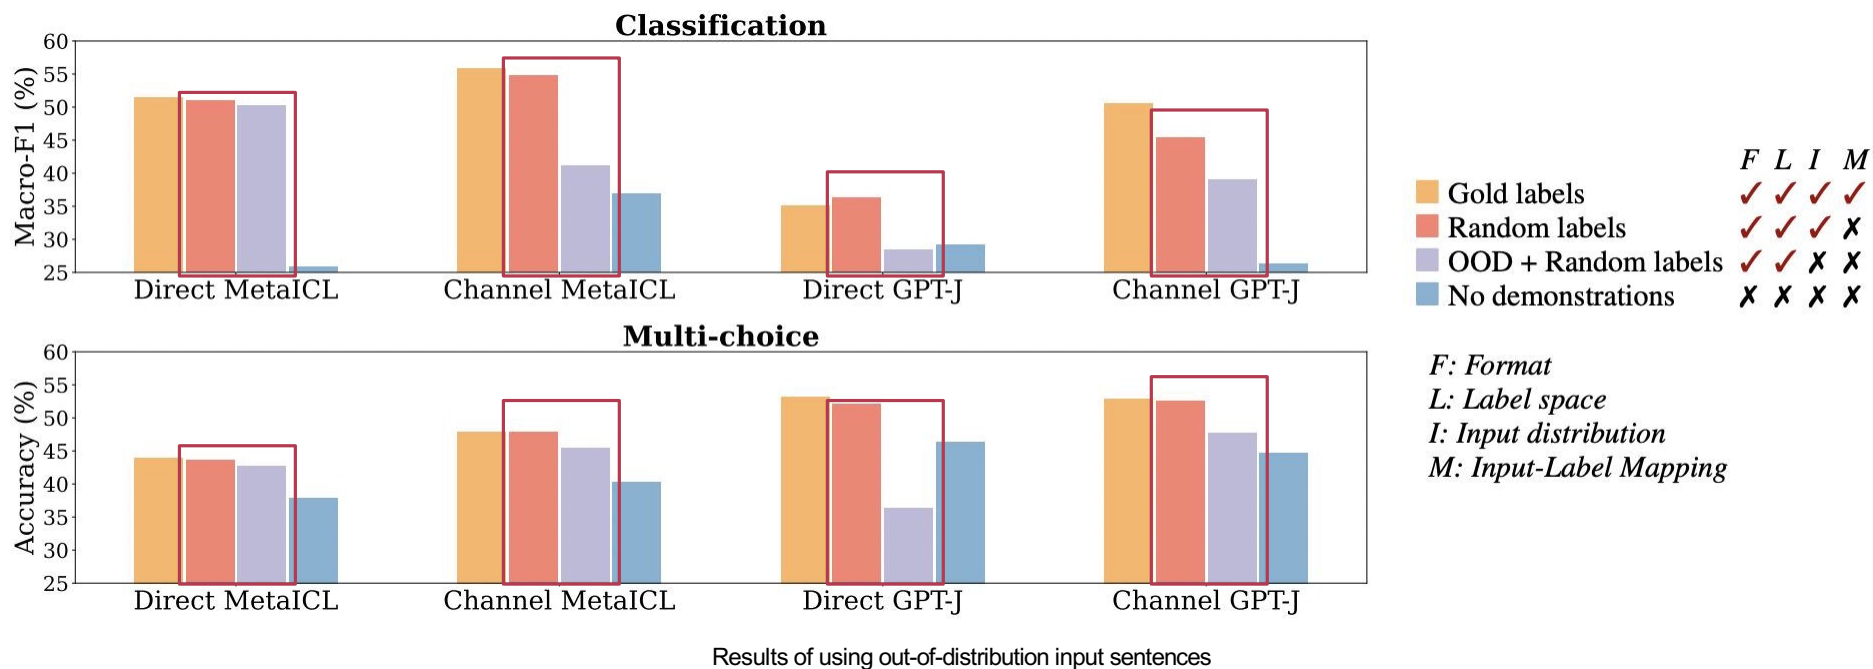 Classification
Macro-F1 (%)
60
55
50
45
40
35
30
25
Direct MetaICL Channel MetaICL Direct GPT-J Channel GPT-J
Multi-choice
Accuracy (%)
60
55
50
45
40
35
30
25
Direct MetaICL Channel MetaICL Direct GPT-J Channel GPT-J
F L I M
Gold labels ✓ ✓ ✓ ✓
Random labels ✓ ✓ ✓ ✗
OOD + Random labels ✓ ✓ ✗ ✗
No demonstrations ✗ ✗ ✗ ✗
F: Format
L: Label space
I: Input distribution
M: Input-Label Mapping
Results of using out-of-distribution input sentences